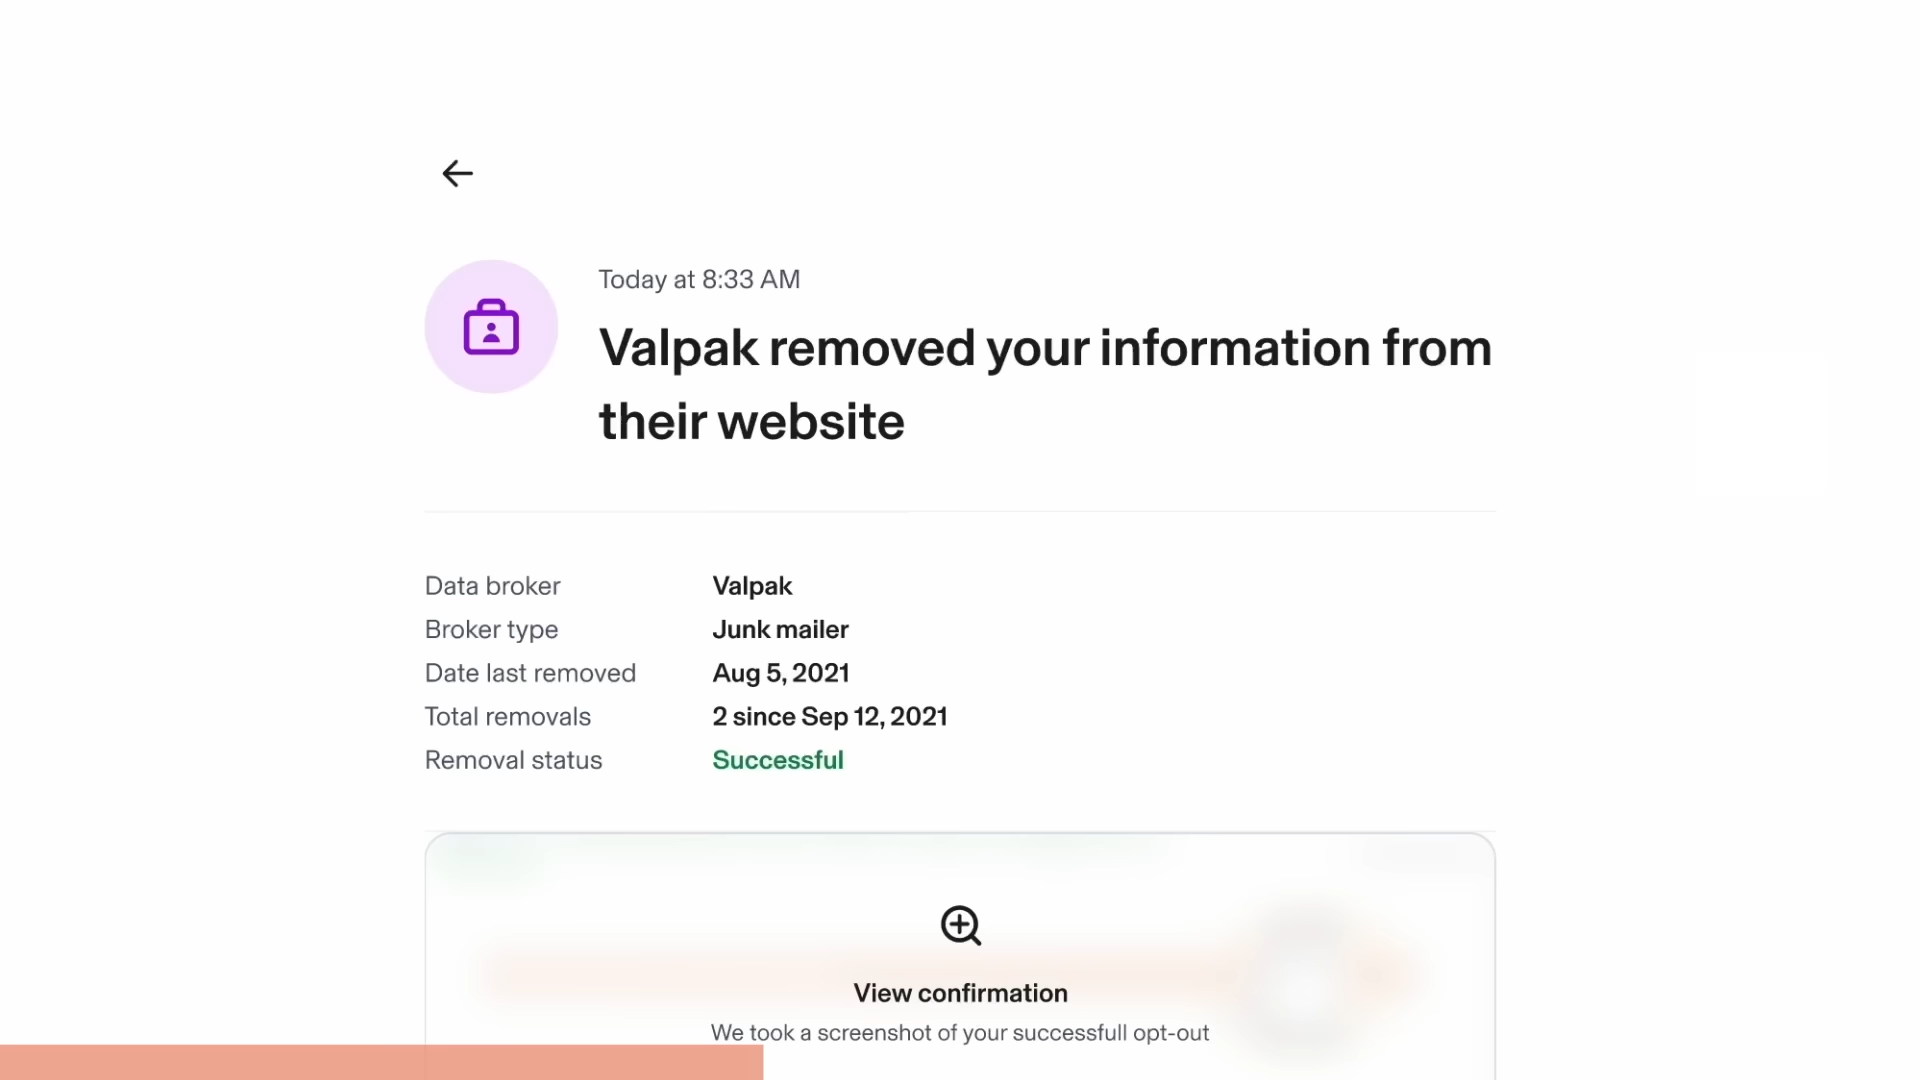 Today at 8:33 AM
Valpak removed your information from
their website
Data broker Valpak
Broker type Junk mailer
Date last removed Aug 5, 2021
Total removals 2 since Sep 12, 2021
Removal status Successful
View confirmation
We took a screenshot of your successfull opt-out